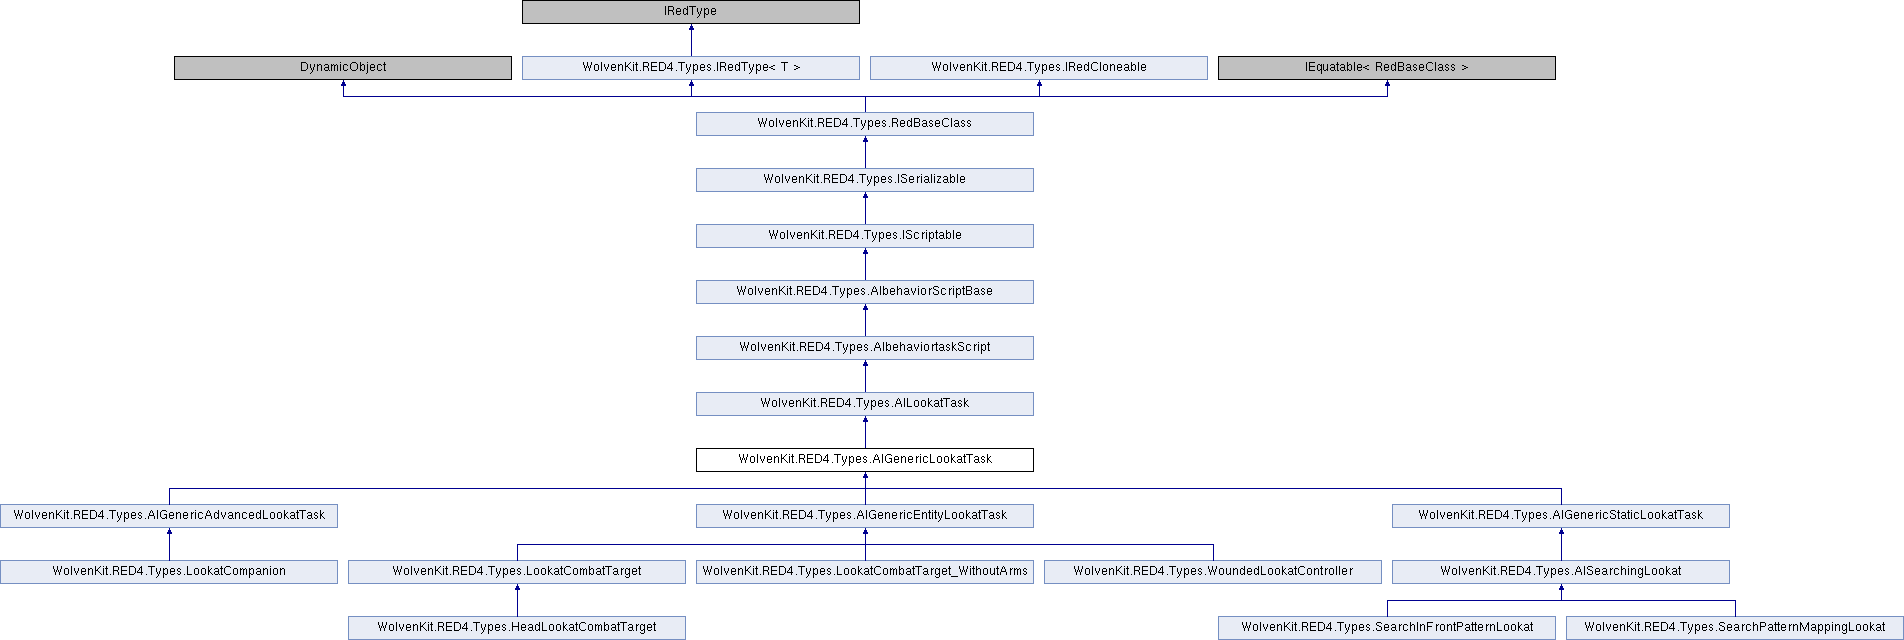 IRedType
DynamicObject
WolvenKit.RED4.Types.IRedType< T >
WolvenKit.RED4.Types.IRedCloneable
IEquatable< RedBaseClass >
WolvenKit.RED4.Types.RedBaseClass
WolvenKit.RED4.Types.ISerializable
WolvenKit.RED4.Types.IScriptable
WolvenKit.RED4.Types.AIbehaviorScriptBase
WolvenKit.RED4.Types.AIbehaviortaskScript
WolvenKit.RED4.Types.AILookatTask
WolvenKit.RED4.Types.AIGenericLookatTask
WolvenKit.RED4.Types.AIGenericAdvancedLookatTask
WolvenKit.RED4.Types.AIGenericEntityLookatTask
WolvenKit.RED4.Types.AIGenericStaticLookatTask
WolvenKit.RED4.Types.LookatCompanion
WolvenKit.RED4.Types.LookatCombatTarget
WolvenKit.RED4.Types.LookatCombatTarget_WithoutArms
WolvenKit.RED4.Types.WoundedLookatController
WolvenKit.RED4.Types.AISearchingLookat
WolvenKit.RED4.Types.HeadLookatCombatTarget
WolvenKit.RED4.Types.SearchInFrontPatternLookat
WolvenKit.RED4.Types.SearchPatternMappingLookat